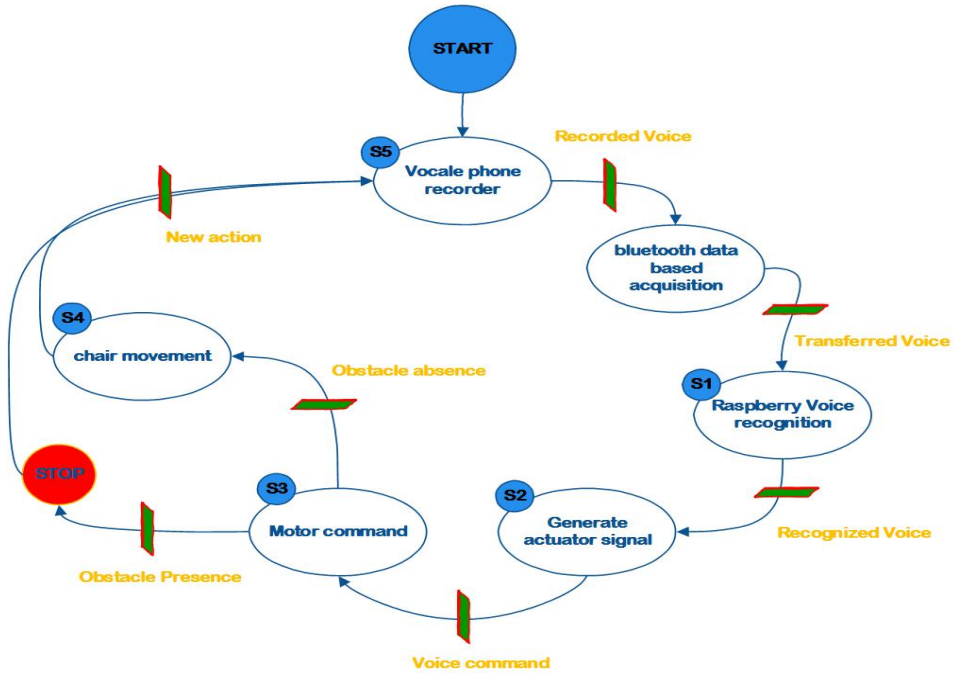 START
S5
Vocale phone
recorder
Recorded Voice
New action
bluetooth data
based
acquisition
S4
chair movement
Transferred Voice
Obstacle absence
S1
Raspberry Voice
recognition
STOP
S3
Motor command
S2
Generate
actuator signal
Recognized Voice
Obstacle Presence
Voice command